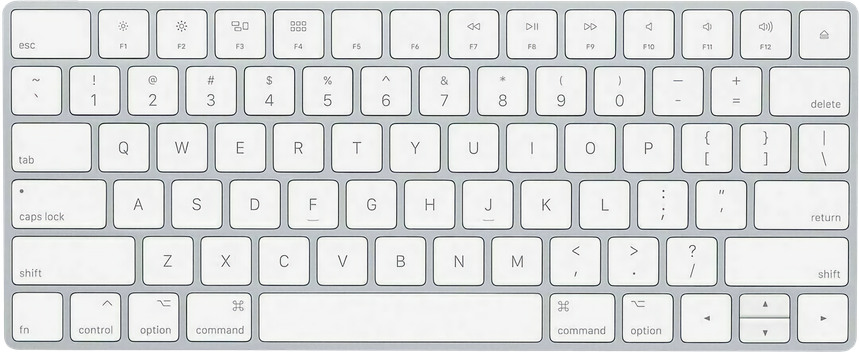 esc F1 F2 F3 F4 F5 F6 F7 F8 F9 F10 F11 F12
~ ! @ # $ % ^ & * ( ) — +
` 1 2 3 4 5 6 7 8 9 0 - = delete
tab Q W E R T Y U I O P { [ } ] | \
caps lock A S D F G H J K L : ; " ' return
shift Z X C V B N M < , > . ? / shift
fn control option command command option